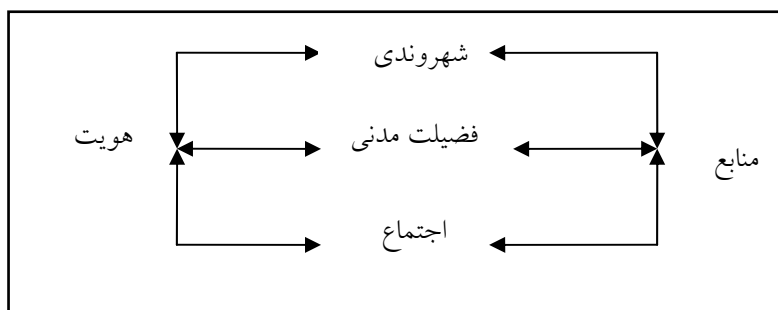 شهروندی
هویت
فضیلت مدنی
منابع
اجتماع